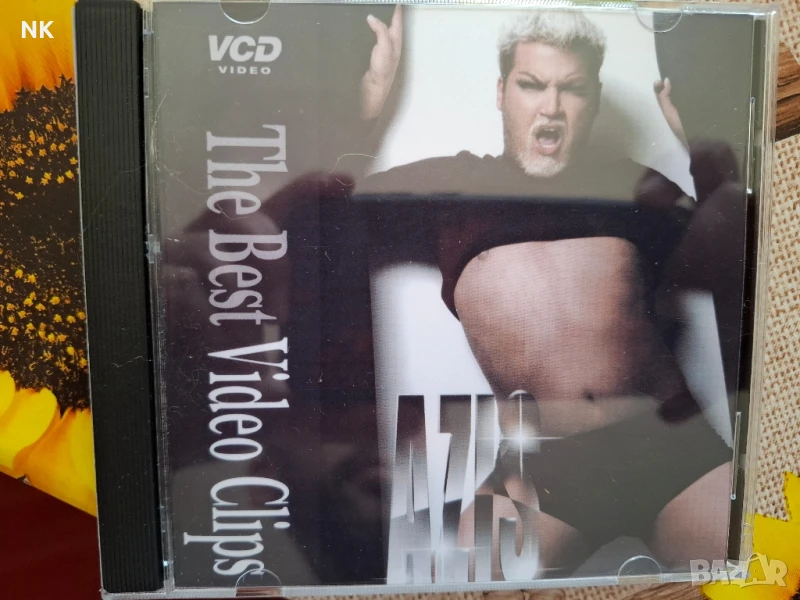 NK
VCD
VIDEO
The Best Video Clips
AZIS
BAZAR